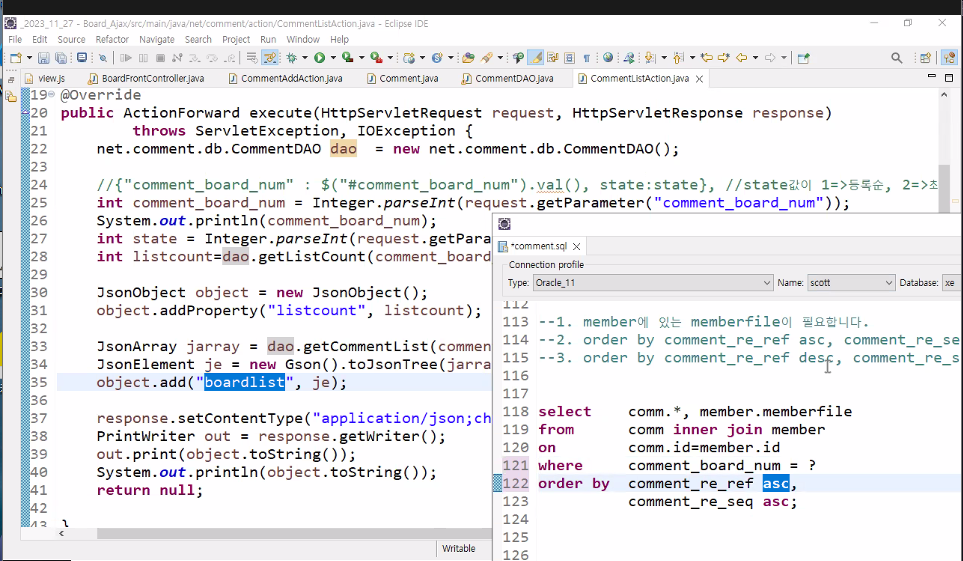 _2023_11_27 - Board_Ajax/src/main/java/net/comment/action/CommentListAction.java - Eclipse IDE
File Edit Source Refactor Navigate Search Project Run Window Help
view.js BoardFrontController.java CommentAddAction.java Comment.java CommentDAO.java CommentListAction.java
19 @Override
20 public ActionForward execute(HttpServletRequest request, HttpServletResponse response)
21 throws ServletException, IOException {
22 net.comment.db.CommentDAO dao = new net.comment.db.CommentDAO();
23
24 //{"comment_board_num" : $("#comment_board_num").val(), state:state}, //state값이 1=>등록순, 2=>최
25 int comment_board_num = Integer.parseInt(request.getParameter("comment_board_num"));
26 System.out.println(comment_board_num);
27 int state = Integer.parseInt(request.getPara
28 int listcount=dao.getListCount(comment_board
29
30 JsonObject object = new JsonObject();
31 object.addProperty("listcount", listcount);
32
33 JsonArray jarray = dao.getCommentList(commen
34 JsonElement je = new Gson().toJsonTree(jarra
35 object.add("boardlist", je);
36
37 response.setContentType("application/json;ch
38 PrintWriter out = response.getWriter();
39 out.print(object.toString());
40 System.out.println(object.toString());
41 return null;
42
43 }
Writable
*comment.sql
Connection profile
Type: Oracle_11 Name: scott Database: xe
112
113 --1. member에 있는 memberfile이 필요합니다.
114 --2. order by comment_re_ref asc, comment_re_se
115 --3. order by comment_re_ref desc, comment_re_s
116
117
118 select comm.*, member.memberfile
119 from comm inner join member
120 on comm.id=member.id
121 where comment_board_num = ?
122 order by comment_re_ref asc,
123 comment_re_seq asc;
124
125
126